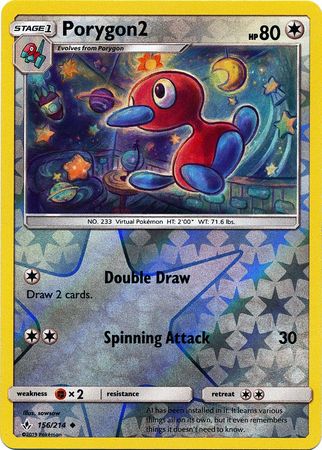 STAGE 1
Porygon2
HP 80
Evolves from Porygon
NO. 233 Virtual Pokémon HT: 2'00" WT: 71.6 lbs.
Double Draw
Draw 2 cards.
Spinning Attack 30
weakness × 2 resistance retreat
AI has been installed in it. It learns various
things all on its own, but it even remembers
things it doesn't need to know.
156/214
©2019 Pokémon